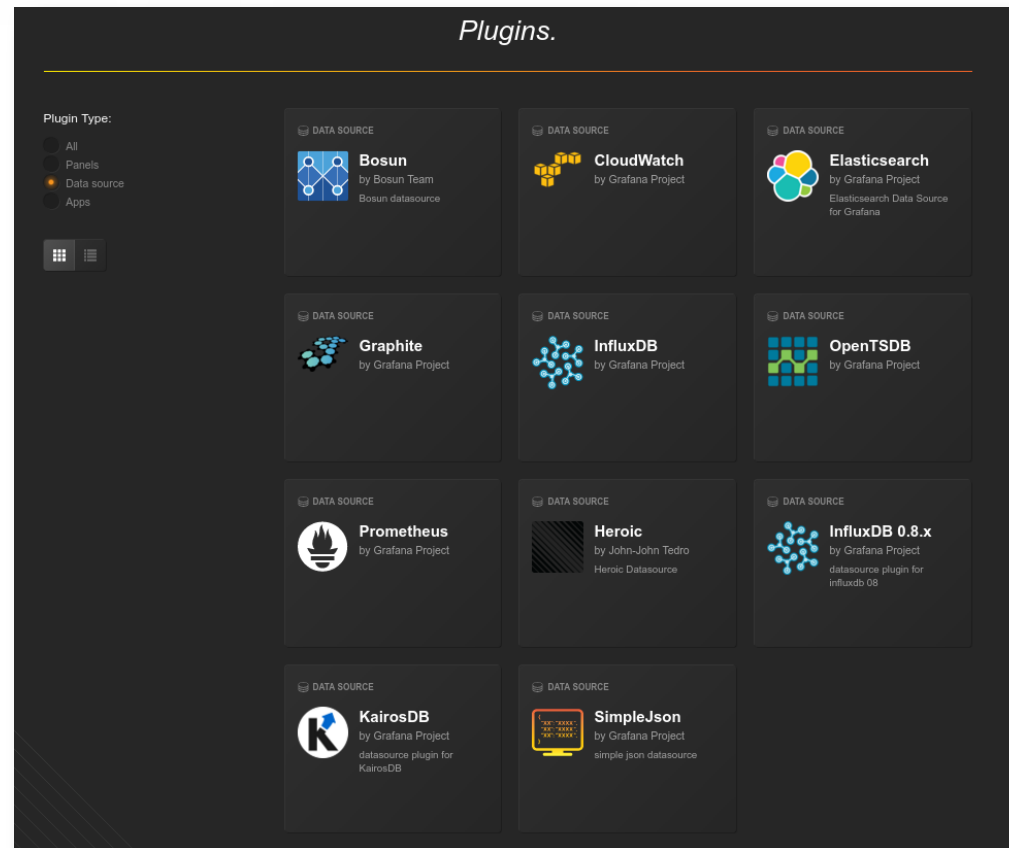 Plugins.
Plugin Type:
All
Panels
Data source
Apps
DATA SOURCE
Bosun
by Bosun Team
Bosun datasource
DATA SOURCE
CloudWatch
by Grafana Project
DATA SOURCE
Elasticsearch
by Grafana Project
Elasticsearch Data Source
for Grafana
DATA SOURCE
Graphite
by Grafana Project
DATA SOURCE
InfluxDB
by Grafana Project
DATA SOURCE
OpenTSDB
by Grafana Project
DATA SOURCE
Prometheus
by Grafana Project
DATA SOURCE
Heroic
by John-John Tedro
Heroic Datasource
DATA SOURCE
InfluxDB 0.8.x
by Grafana Project
datasource plugin for
influxdb 08
DATA SOURCE
KairosDB
by Grafana Project
datasource plugin for
KairosDB
DATA SOURCE
SimpleJson
by Grafana Project
simple json datasource